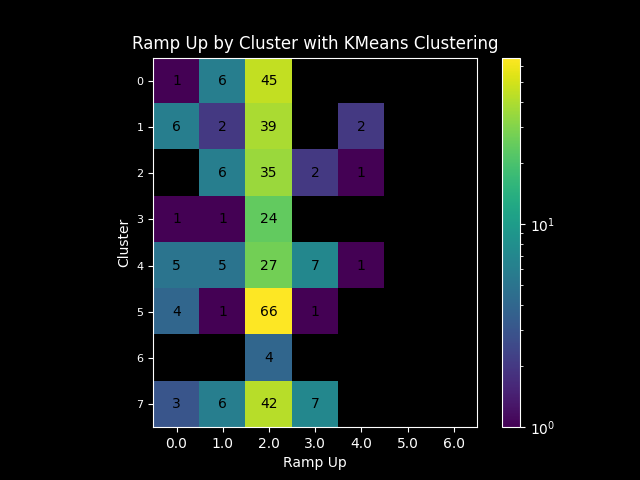 Ramp Up by Cluster with KMeans Clustering
0 1 6 45
1 6 2 39 2
2 6 35 2 1
3 1 1 24
4 5 5 27 7 1
5 4 1 66 1
6 4
7 3 6 42 7
0.0 1.0 2.0 3.0 4.0 5.0 6.0
Ramp Up
Cluster
10¹
10⁰